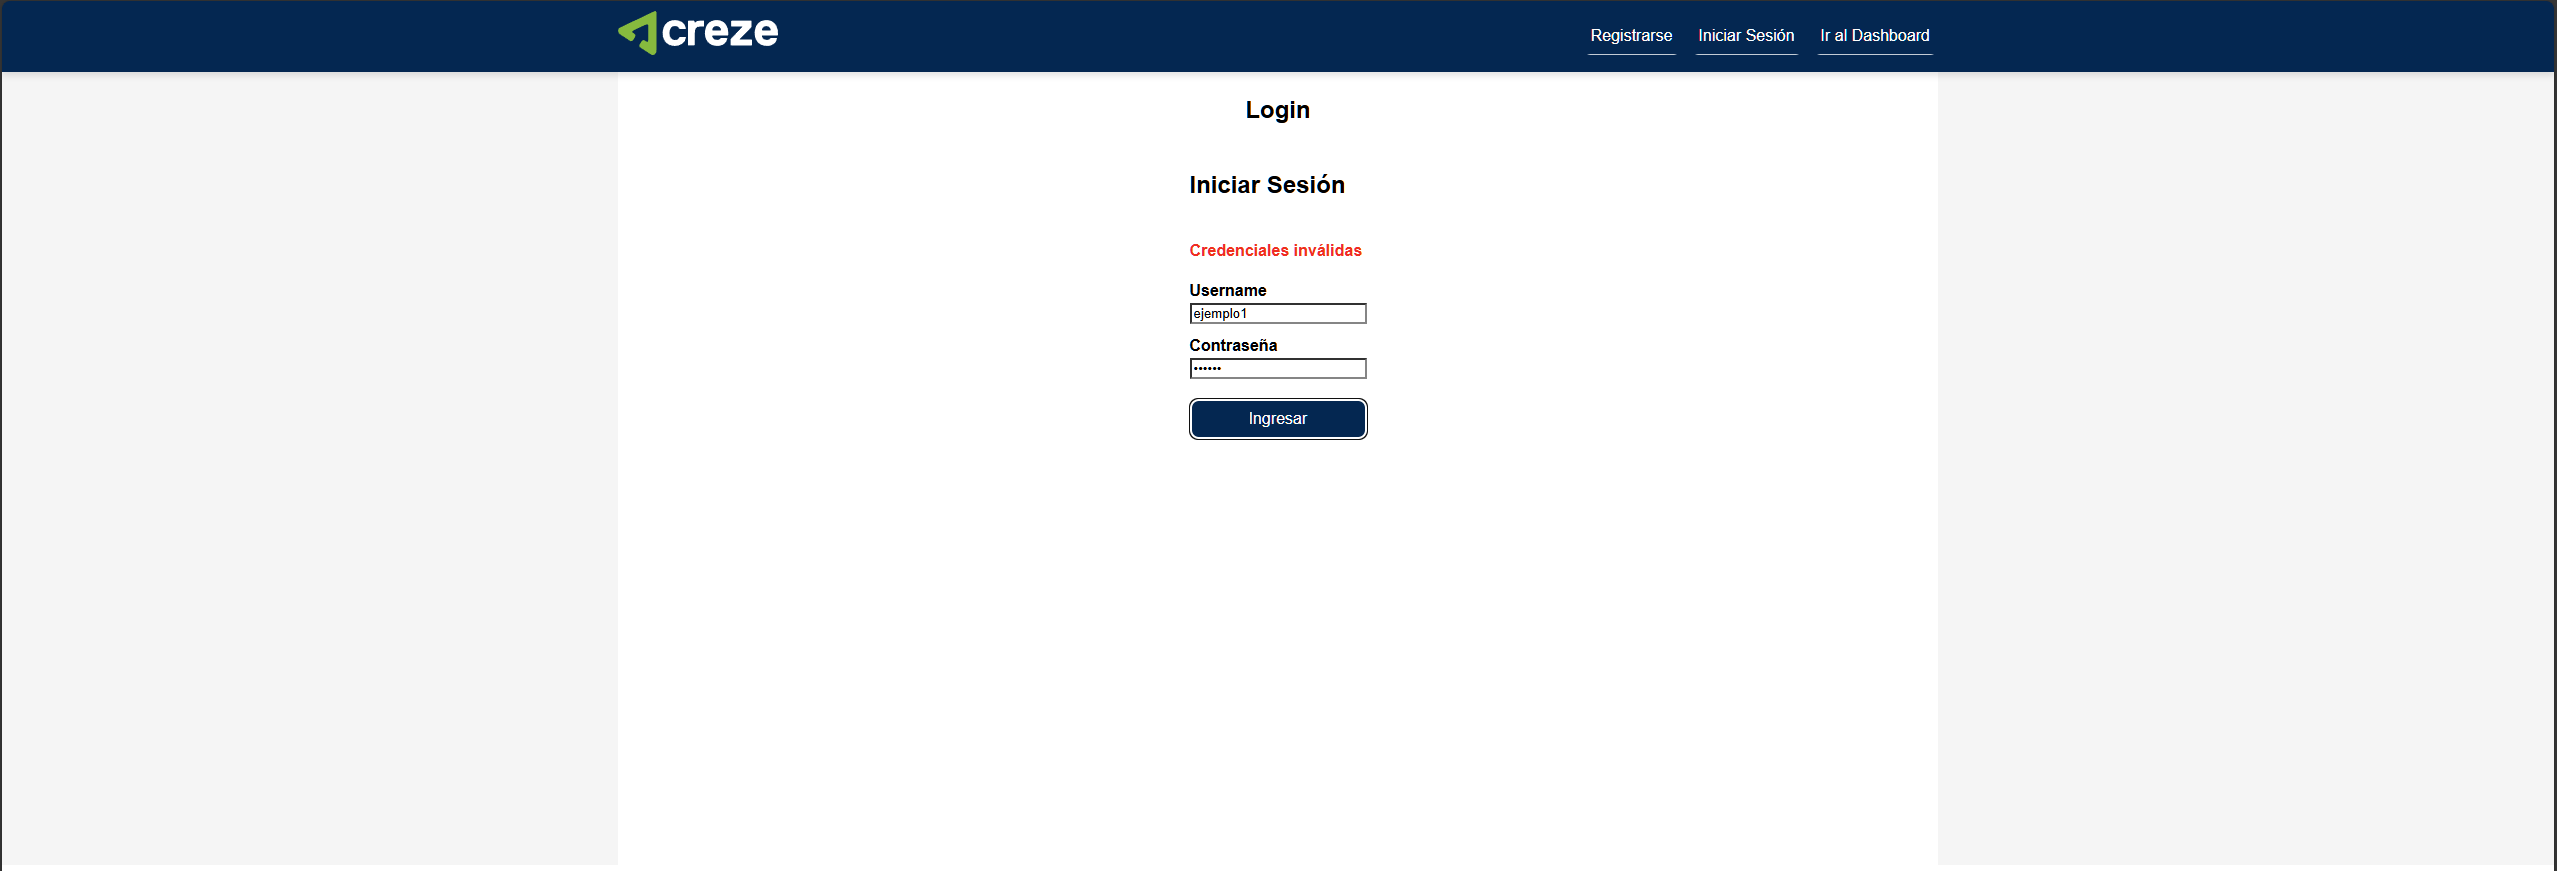 creze
Registrarse Iniciar Sesión Ir al Dashboard
Login
Iniciar Sesión
Credenciales inválidas
Username
ejemplo1
Contraseña
••••••
Ingresar